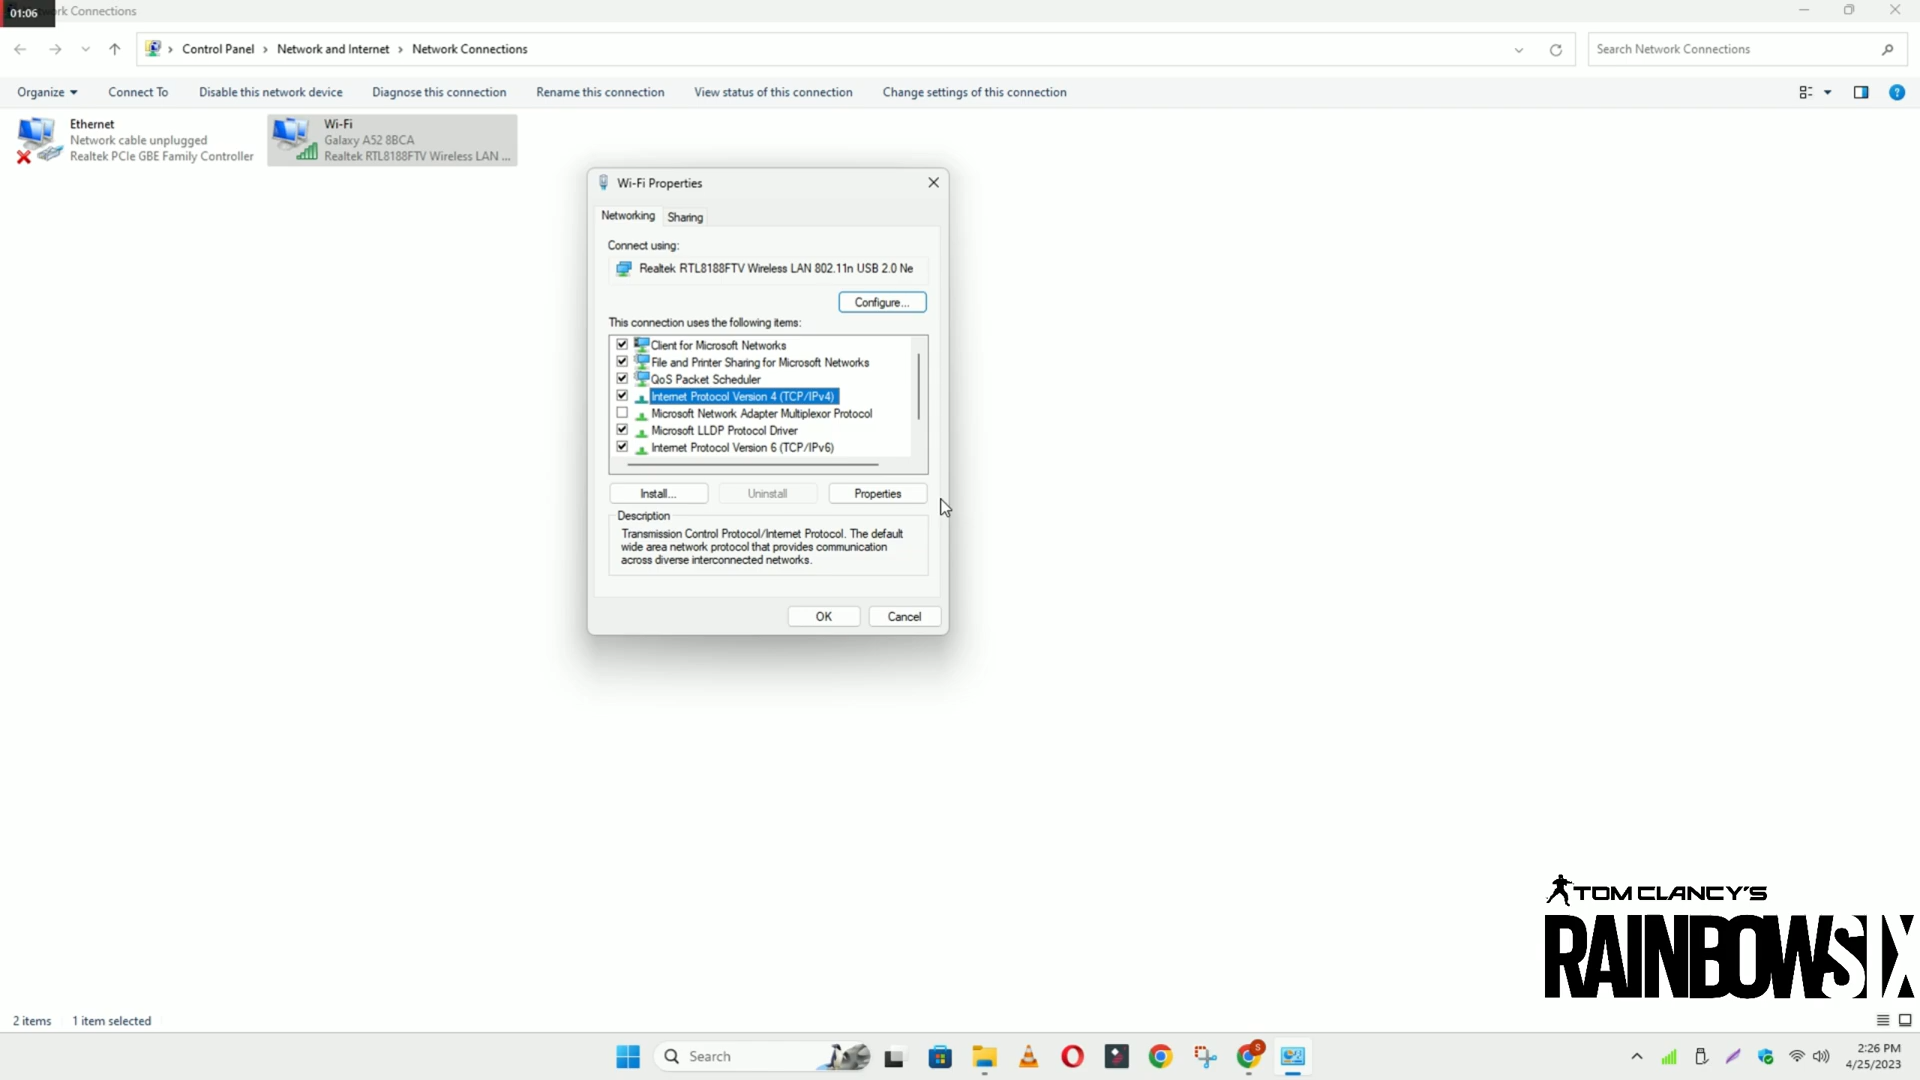 01:06
Connections
Control Panel
Network and Internet
Network Connections
Search Network Connections
Organize
Connect To
Disable this network device
Diagnose this connection
Rename this connection
View status of this connection
Change settings of this connection
Ethernet
Network cable unplugged
Realtek PCIe GBE Family Controller
Wi-Fi
Galaxy A52 8BCA
Realtek RTL8188FTV Wireless LAN ...
Wi-Fi Properties
Networking
Sharing
Connect using:
Realtek RTL8188FTV Wireless LAN 802.11n USB 2.0 Ne
Configure...
This connection uses the following items:
Client for Microsoft Networks
File and Printer Sharing for Microsoft Networks
QoS Packet Scheduler
Internet Protocol Version 4 (TCP/IPv4)
Microsoft Network Adapter Multiplexor Protocol
Microsoft LLDP Protocol Driver
Internet Protocol Version 6 (TCP/IPv6)
Install...
Uninstall
Properties
Description
Transmission Control Protocol/Internet Protocol. The default
wide area network protocol that provides communication
across diverse interconnected networks.
OK
Cancel
TOM CLANCY'S
RAINBOW SIX
2 items
1 item selected
Search
S
2:26 PM
4/25/2023